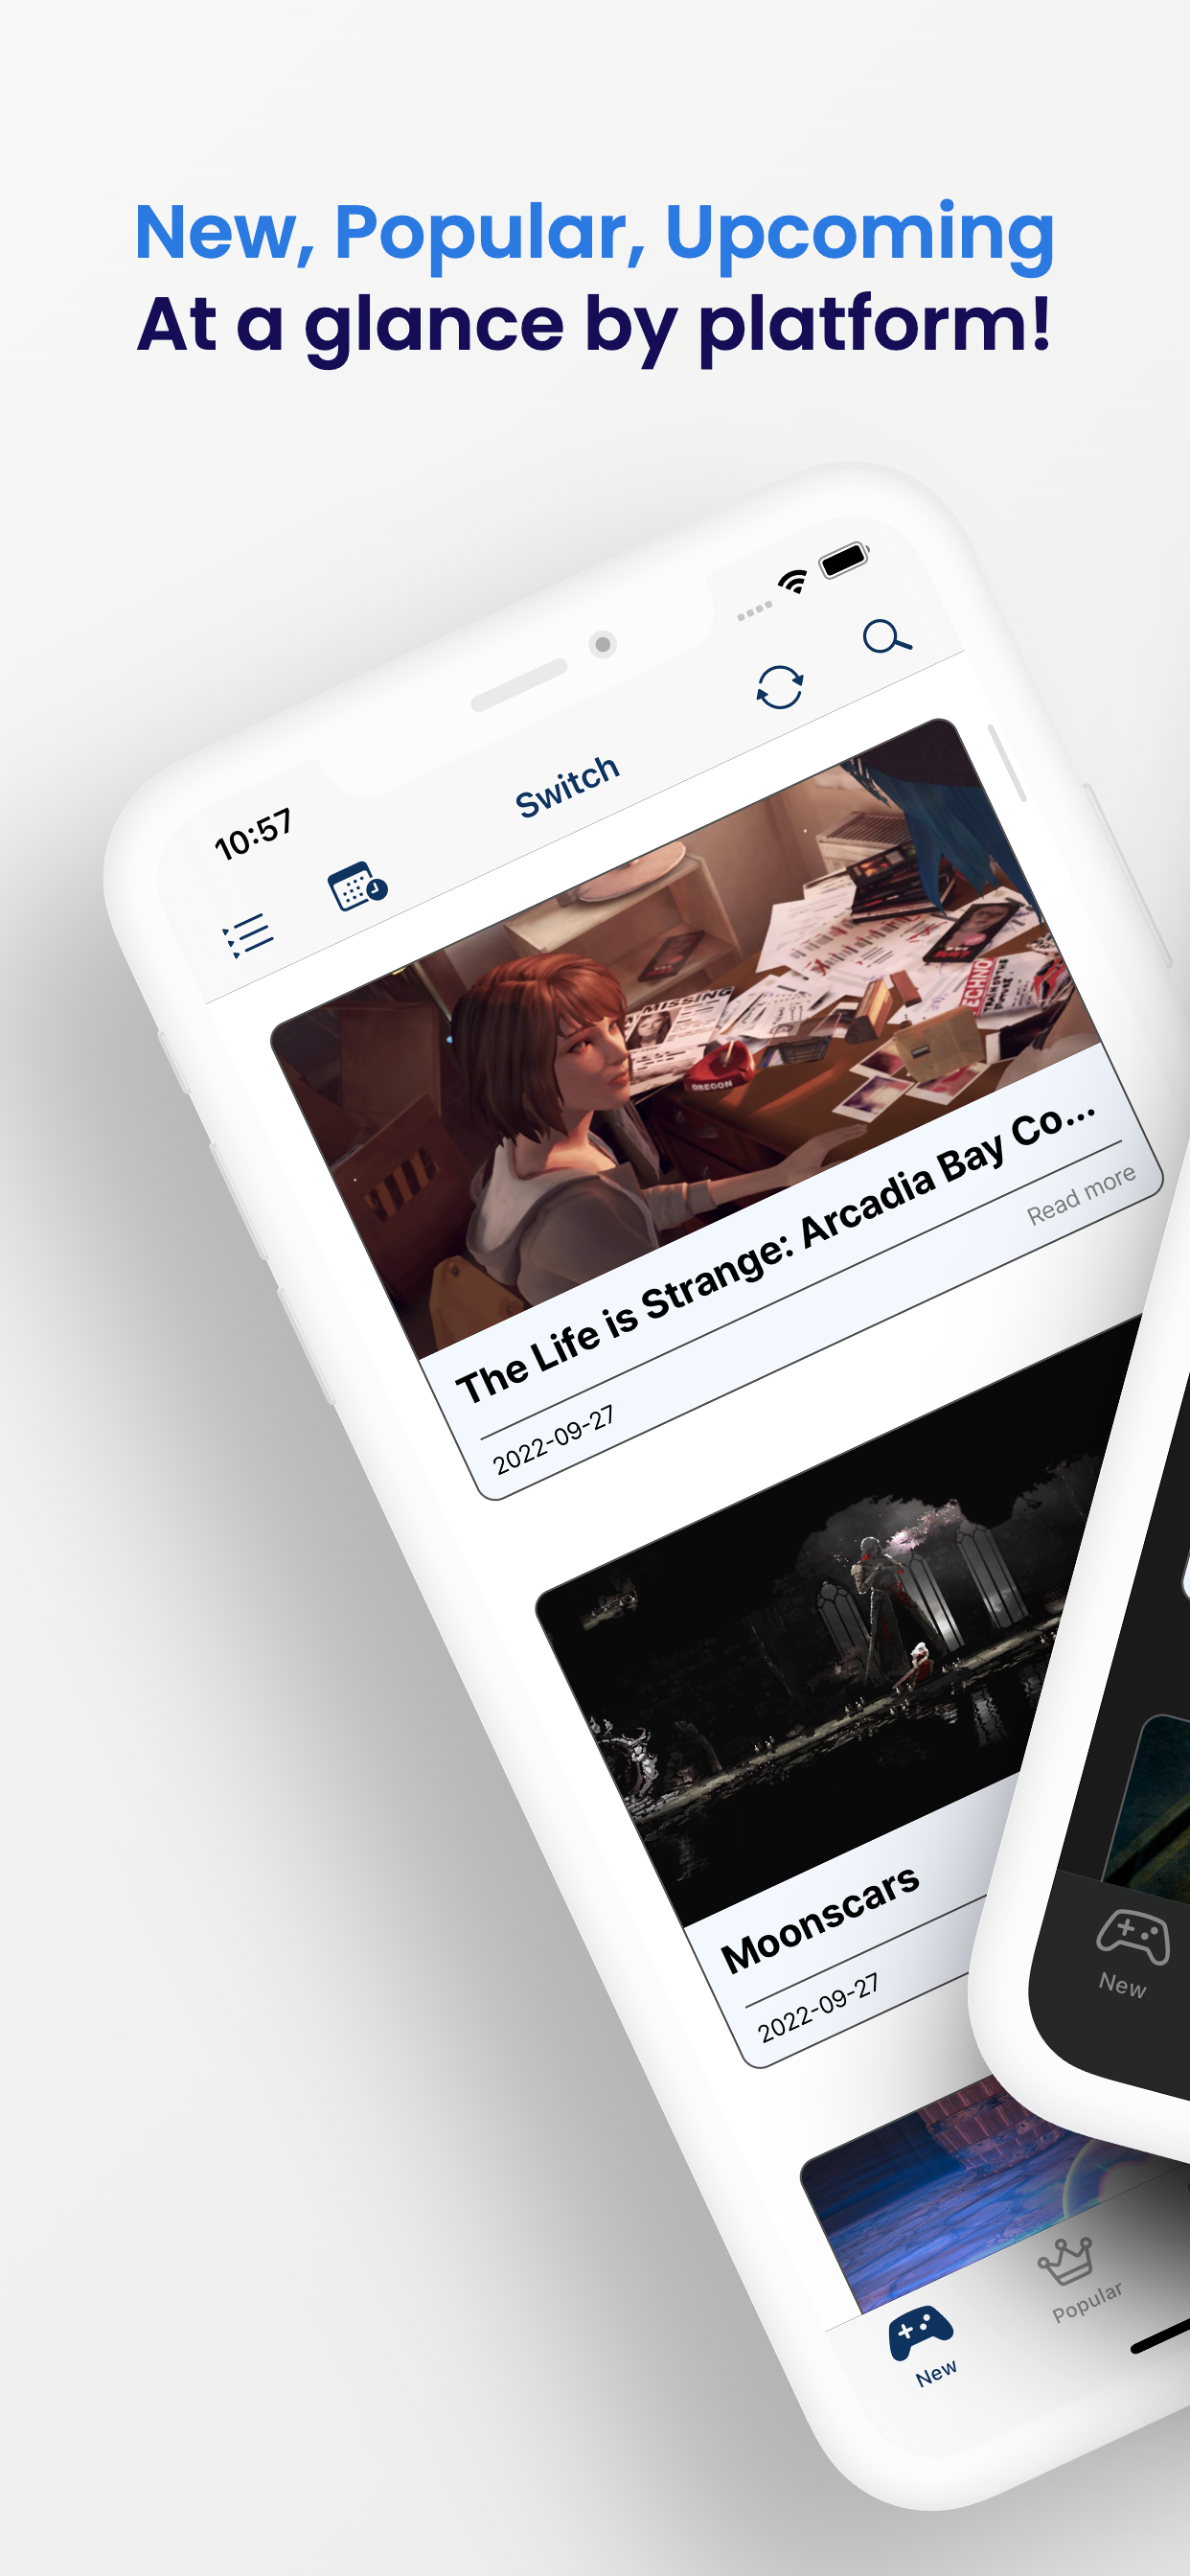 New, Popular, Upcoming
At a glance by platform!
10:57
Switch
MISSING
OREGON
TECHNO
The Life is Strange: Arcadia Bay Co...
2022-09-27
Read more
Moonscars
2022-09-27
New
Popular
New